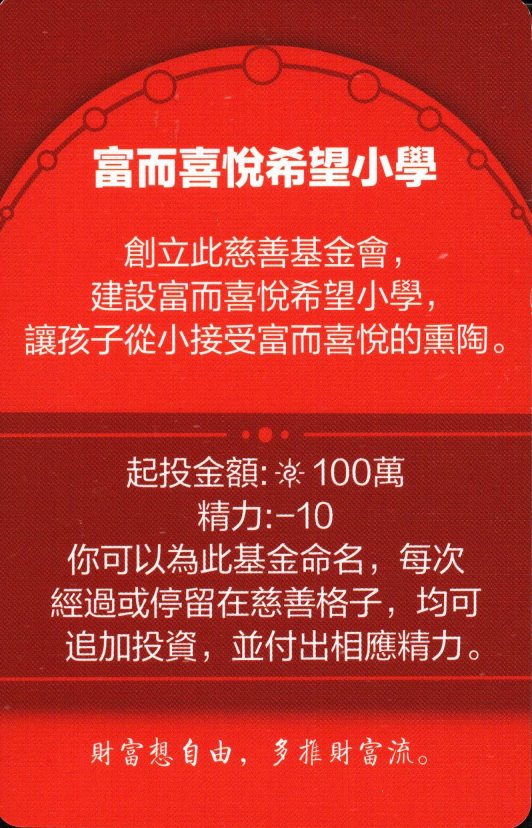 富而喜悅希望小學
創立此慈善基金會，
建設富而喜悅希望小學，
讓孩子從小接受富而喜悅的熏陶。
起投金額: 100萬
精力:−10
你可以為此基金命名，每次
經過或停留在慈善格子，均可
追加投資，並付出相應精力。
財富想自由，多推財富流。